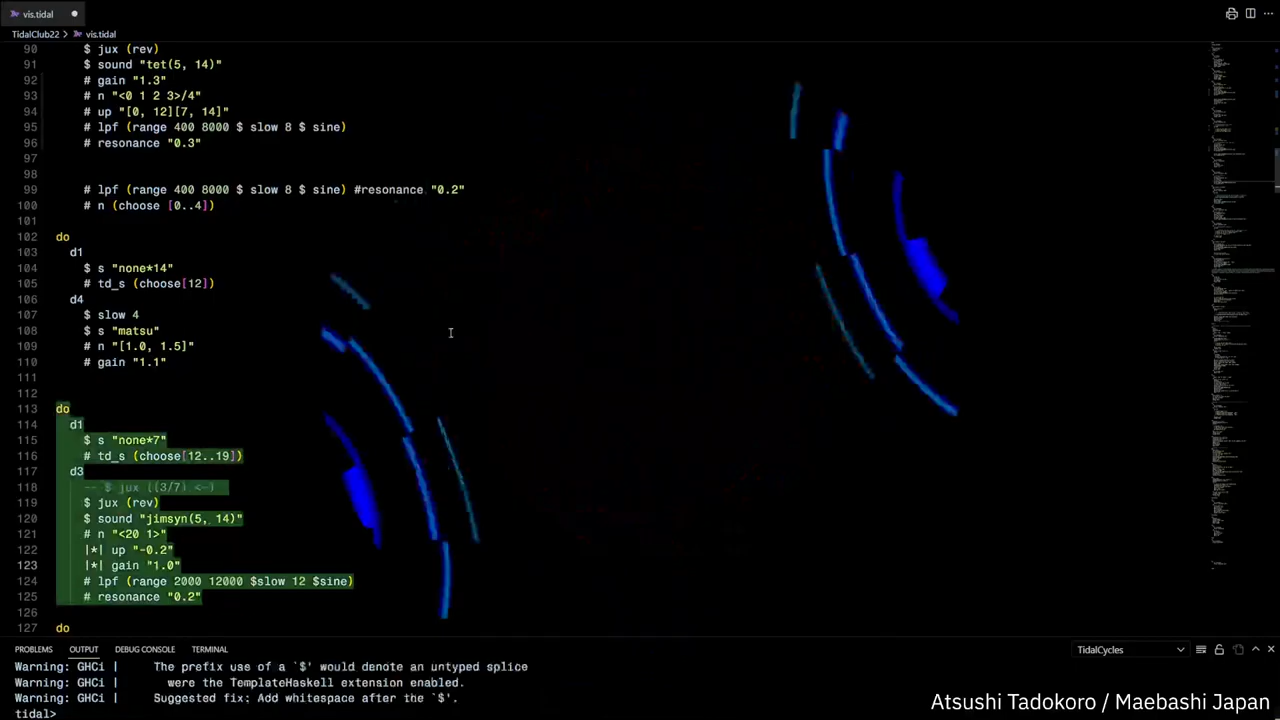 vis.tidal
TidalClub22 > vis.tidal
90 $ jux (rev)
91 $ sound "tet(5, 14)"
92 # gain "1.3"
93 # n "<0 1 2 3>/4"
94 # up "[0, 12][7, 14]"
95 # lpf (range 400 8000 $ slow 8 $ sine)
96 # resonance "0.3"
97
98
99 # lpf (range 400 8000 $ slow 8 $ sine) #resonance "0.2"
100 # n (choose [0..4])
101
102 do
103 d1
104 $ s "none*14"
105 # td_s (choose[12])
106 d4
107 $ slow 4
108 $ s "matsu"
109 # n "[1.0, 1.5]"
110 # gain "1.1"
111
112
113 do
114 d1
115 $ s "none*7"
116 # td_s (choose[12..19])
117 d3
118 -- $ jux (
119 $ jux (rev)
120 $ sound "jimsyn(5, 14)"
121 "<20 1>"
122 |*| up "-0.2"
123 |*| gain "1.0"
124 # lpf (range 2000 12000 $slow 12 $sine)
125 # resonance "0.2"
126
127 do
PROBLEMS OUTPUT DEBUG CONSOLE TERMINAL TidalCycles
Warning: GHCi | The prefix use of a `$' would denote an untyped splice
Warning: GHCi | were the TemplateHaskell extension enabled.
Warning: GHCi | Suggested fix: Add whitespace after the `$'.
tidal>
Atsushi Tadokoro / Maebashi Japan